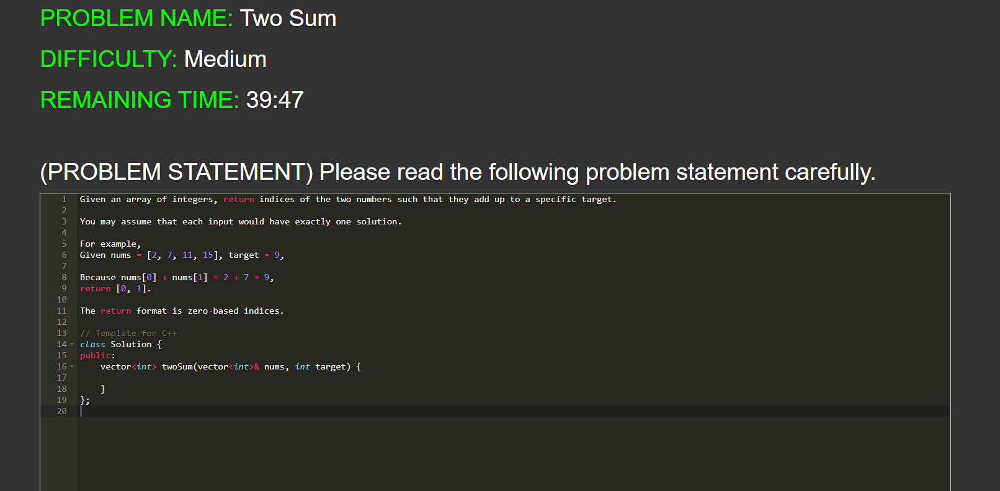 PROBLEM NAME: Two Sum
DIFFICULTY: Medium
REMAINING TIME: 39:47
(PROBLEM STATEMENT) Please read the following problem statement carefully.
1 Given an array of integers, return indices of the two numbers such that they add up to a specific target.
2
3 You may assume that each input would have exactly one solution.
4
5 For example,
6 Given nums = [2, 7, 11, 15], target = 9,
7
8 Because nums[0] + nums[1] = 2 + 7 = 9,
9 return [0, 1].
10
11 The return format is zero-based indices.
12
13 // Template for C++
14 class Solution {
15 public:
16     vector<int> twoSum(vector<int>& nums, int target) {
17
18     }
19 };
20